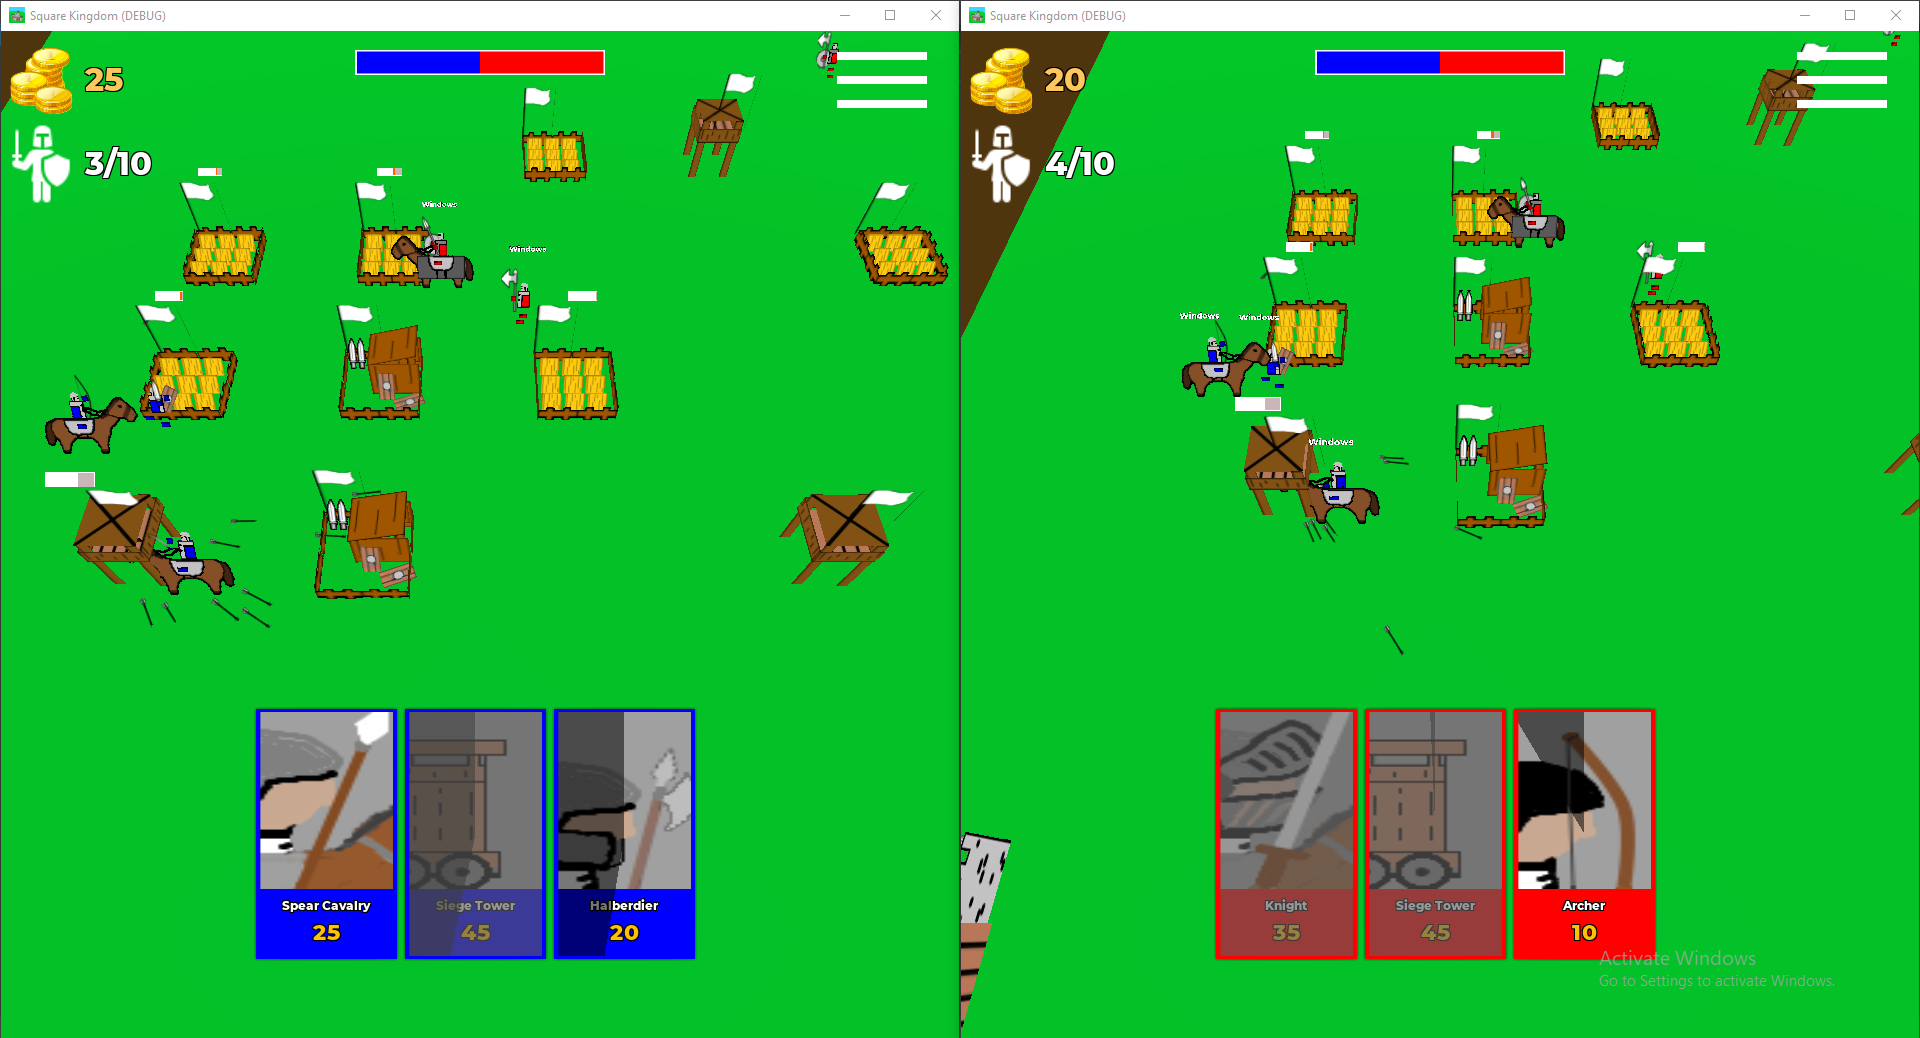 Square Kingdom (DEBUG)
25
3/10
Windows
Windows
Spear Cavalry
25
Siege Tower
45
Halberdier
20
Square Kingdom (DEBUG)
20
4/10
Windows
Windows
Windows
Knight
35
Siege Tower
45
Archer
10
Activate Windows
Go to Settings to activate Windows.